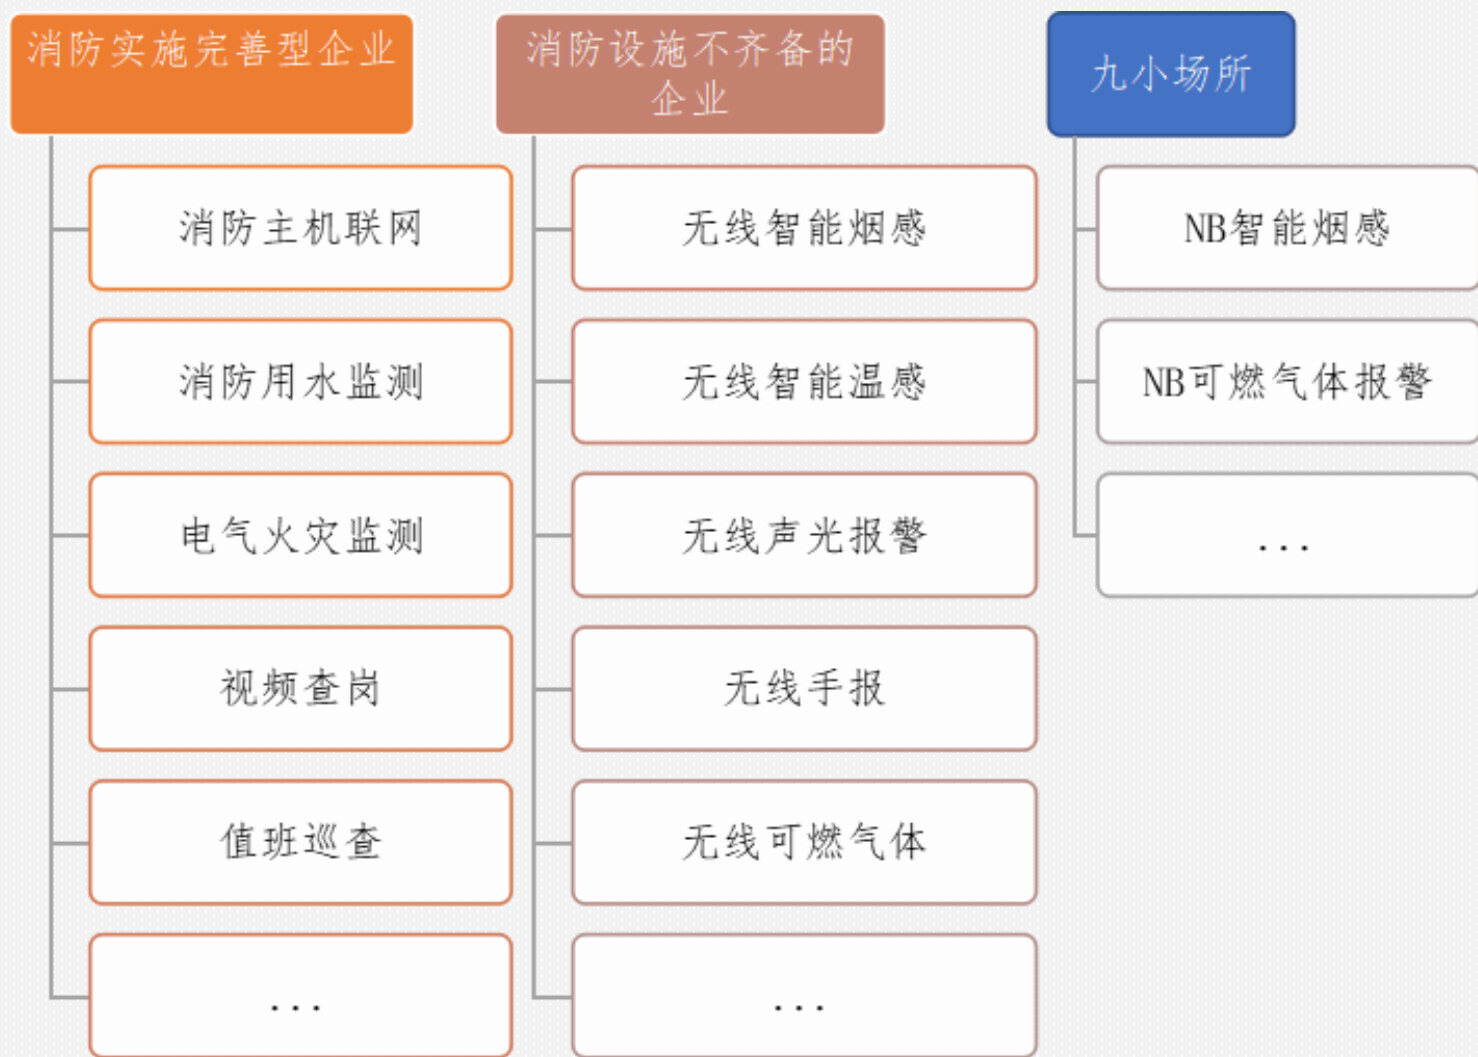 消防实施完善型企业
消防主机联网
消防用水监测
电气火灾监测
视频查岗
值班巡查
...
消防设施不齐备的
企业
无线智能烟感
无线智能温感
无线声光报警
无线手报
无线可燃气体
...
九小场所
NB智能烟感
NB可燃气体报警
...